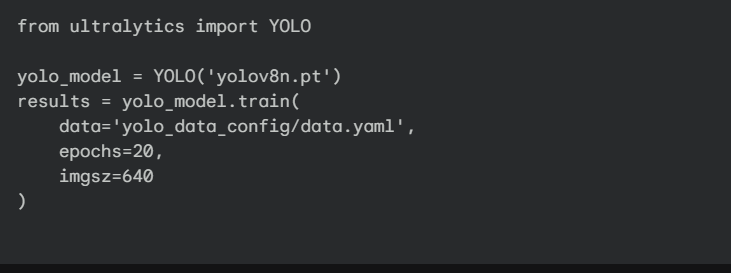 from ultralytics import YOLO

yolo_model = YOLO('yolov8n.pt')
results = yolo_model.train(
    data='yolo_data_config/data.yaml',
    epochs=20,
    imgsz=640
)